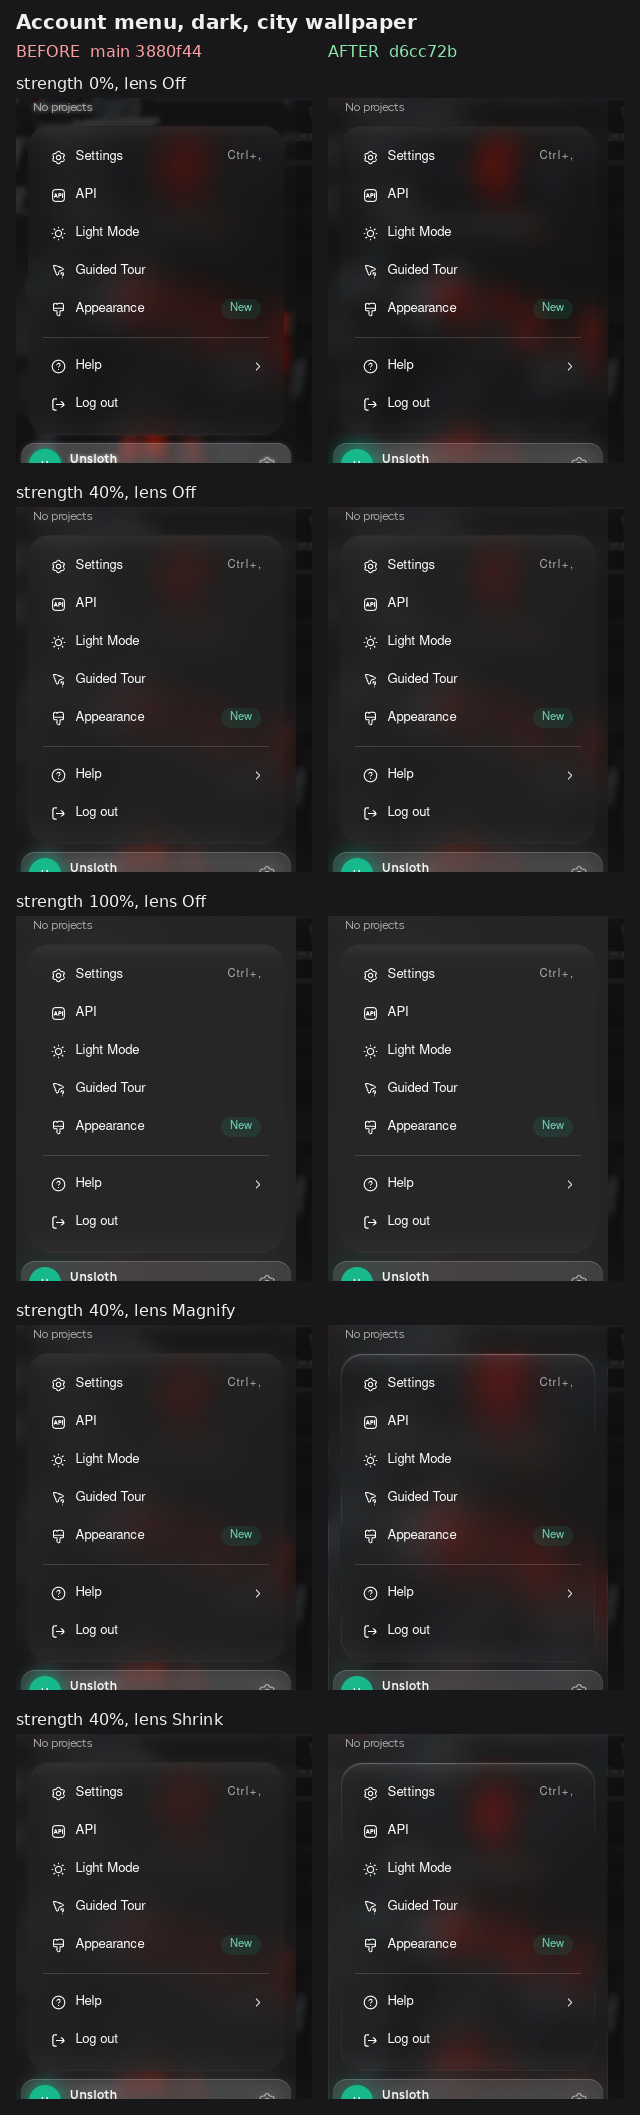 Account menu, dark, city wallpaper
BEFORE main 3880f44 AFTER d6cc72b
strength 0%, lens Off
No projects No projects
Settings Ctrl+, Settings Ctrl+,
API API
Light Mode Light Mode
Guided Tour Guided Tour
Appearance New Appearance New
Help Help
Log out Log out
Unsloth Unsloth
strength 40%, lens Off
No projects No projects
Settings Ctrl+, Settings Ctrl+,
API API
Light Mode Light Mode
Guided Tour Guided Tour
Appearance New Appearance New
Help Help
Log out Log out
Unsloth Unsloth
strength 100%, lens Off
No projects No projects
Settings Ctrl+, Settings Ctrl+,
API API
Light Mode Light Mode
Guided Tour Guided Tour
Appearance New Appearance New
Help Help
Log out Log out
Unsloth Unsloth
strength 40%, lens Magnify
No projects No projects
Settings Ctrl+, Settings Ctrl+,
API API
Light Mode Light Mode
Guided Tour Guided Tour
Appearance New Appearance New
Help Help
Log out Log out
Unsloth Unsloth
strength 40%, lens Shrink
No projects No projects
Settings Ctrl+, Settings Ctrl+,
API API
Light Mode Light Mode
Guided Tour Guided Tour
Appearance New Appearance New
Help Help
Log out Log out
Unsloth Unsloth